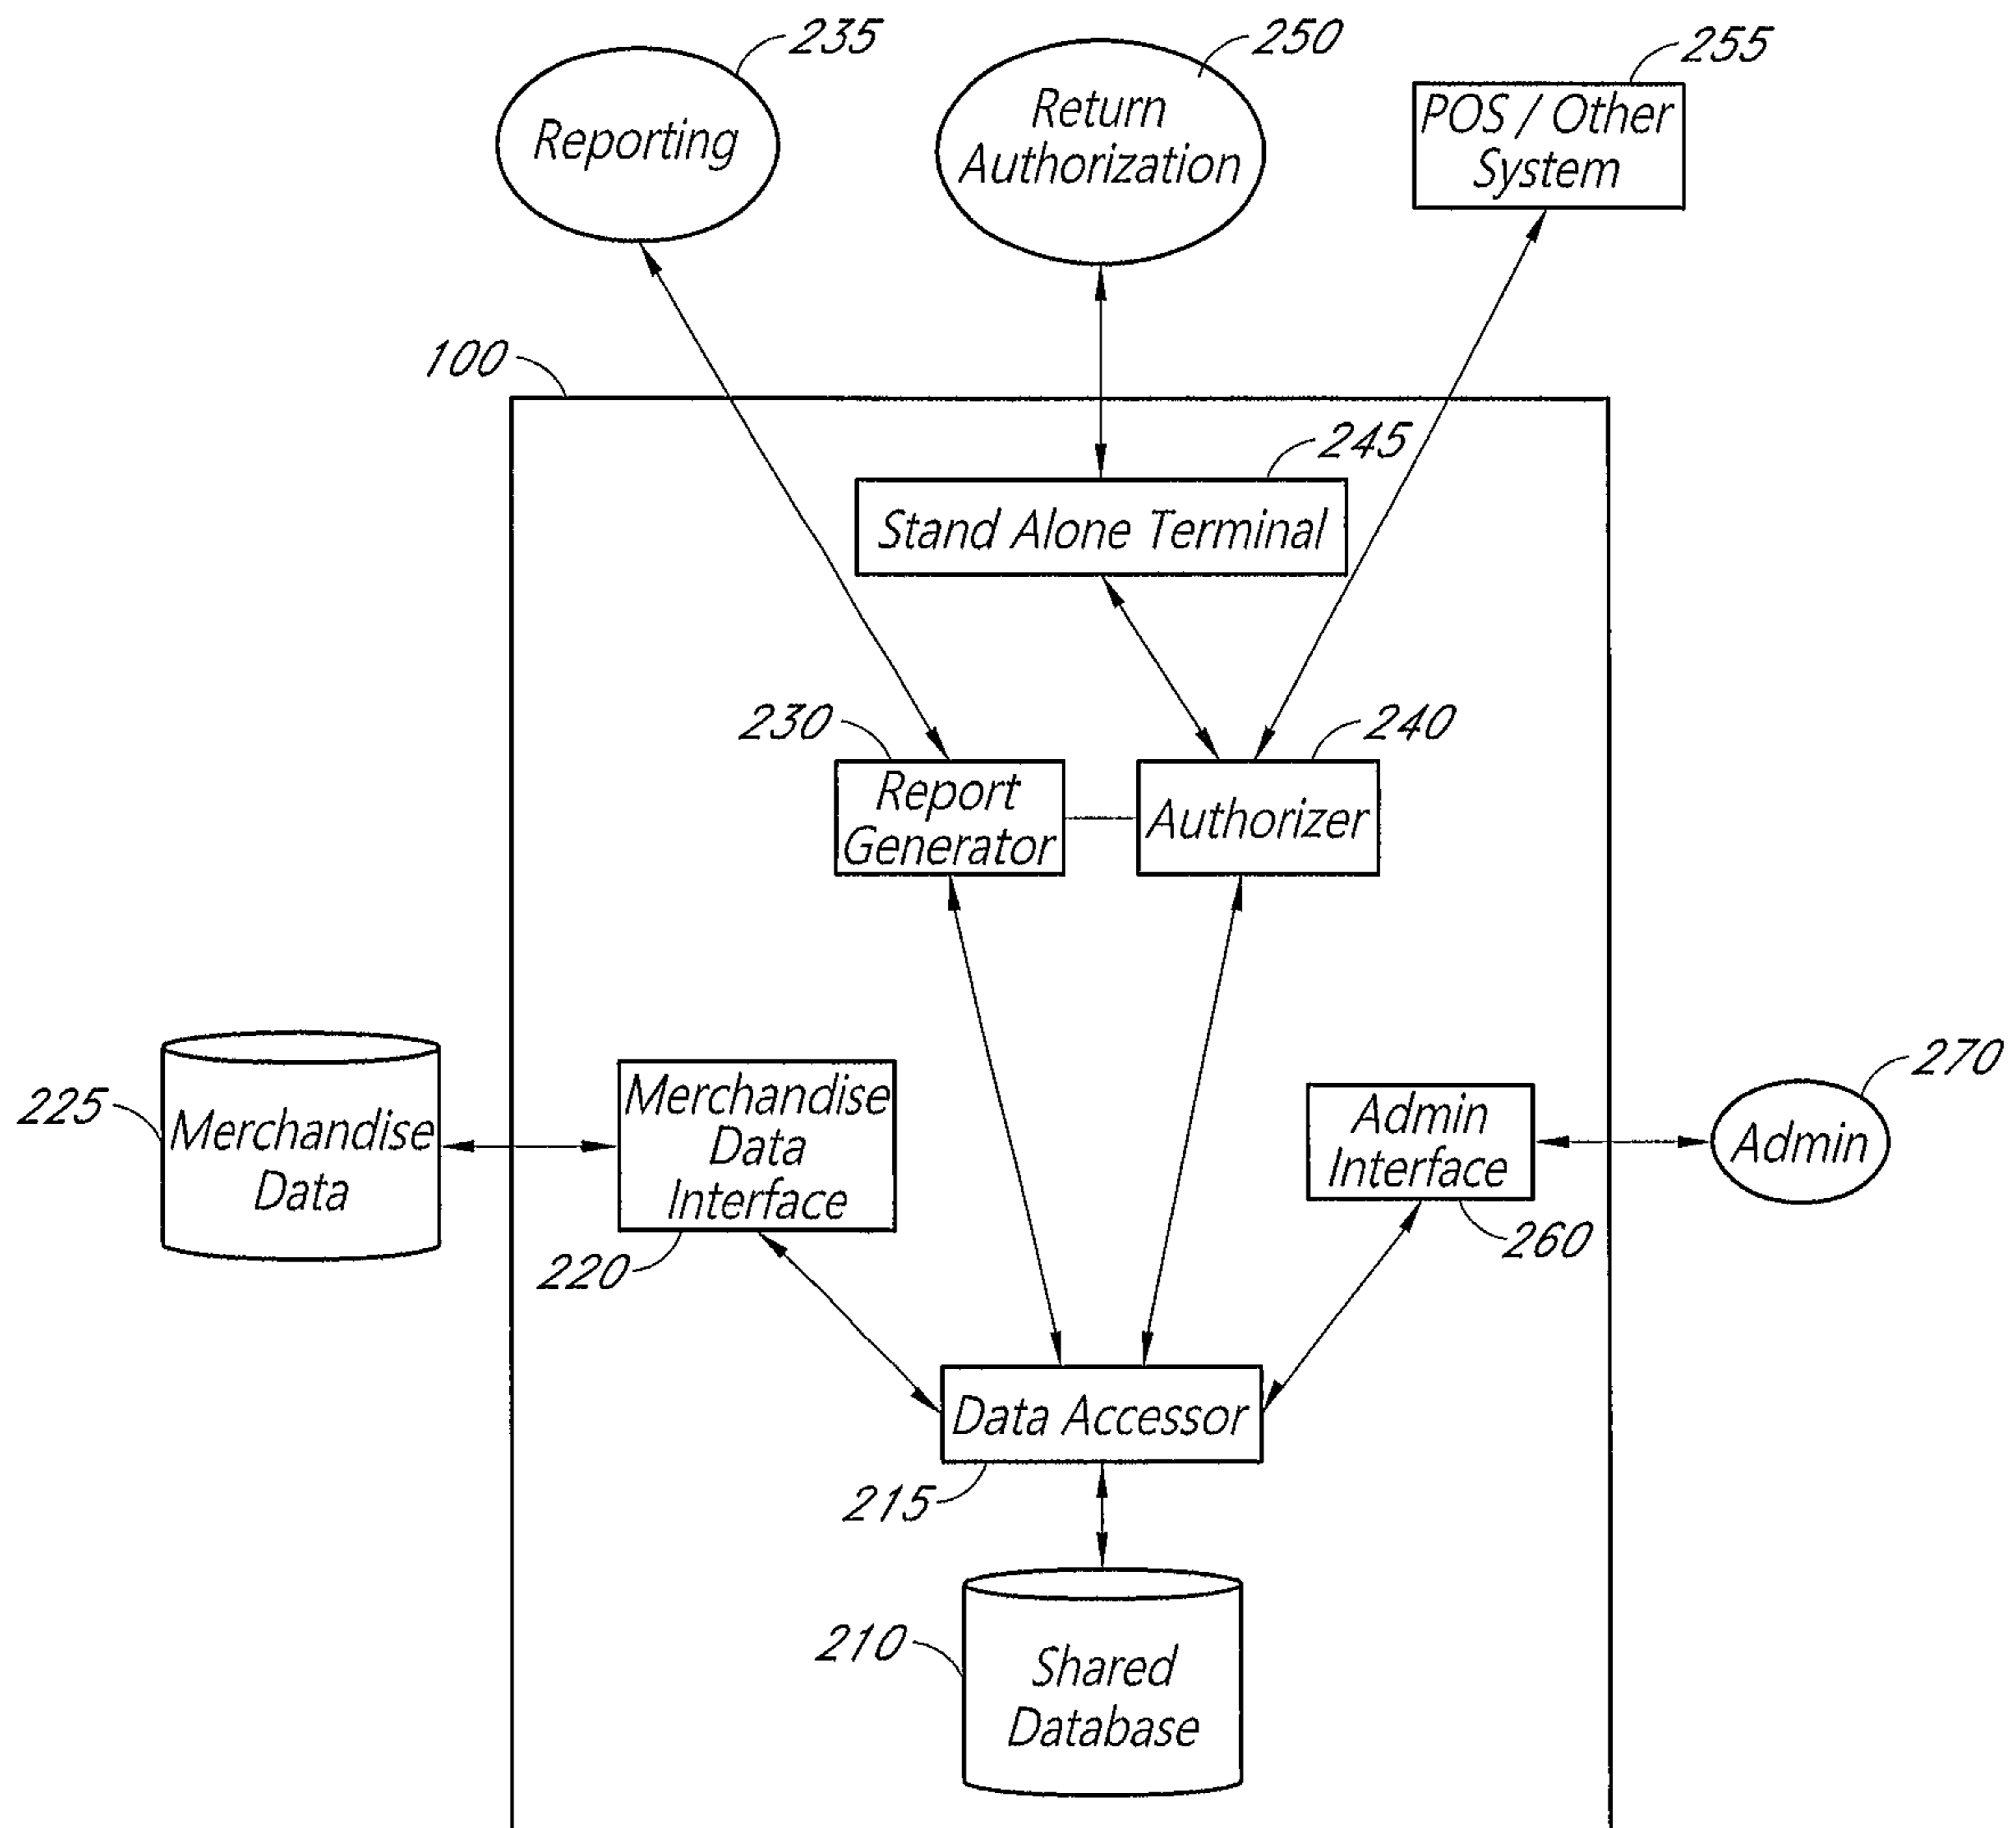 235
250
255
Reporting
Return
Authorization
POS / Other
System
100
245
Stand Alone Terminal
230
240
Report
Generator
Authorizer
225
Merchandise
Data
Merchandise
Data
Interface
220
Admin
Interface
260
270
Admin
Data Accessor
215
210
Shared
Database